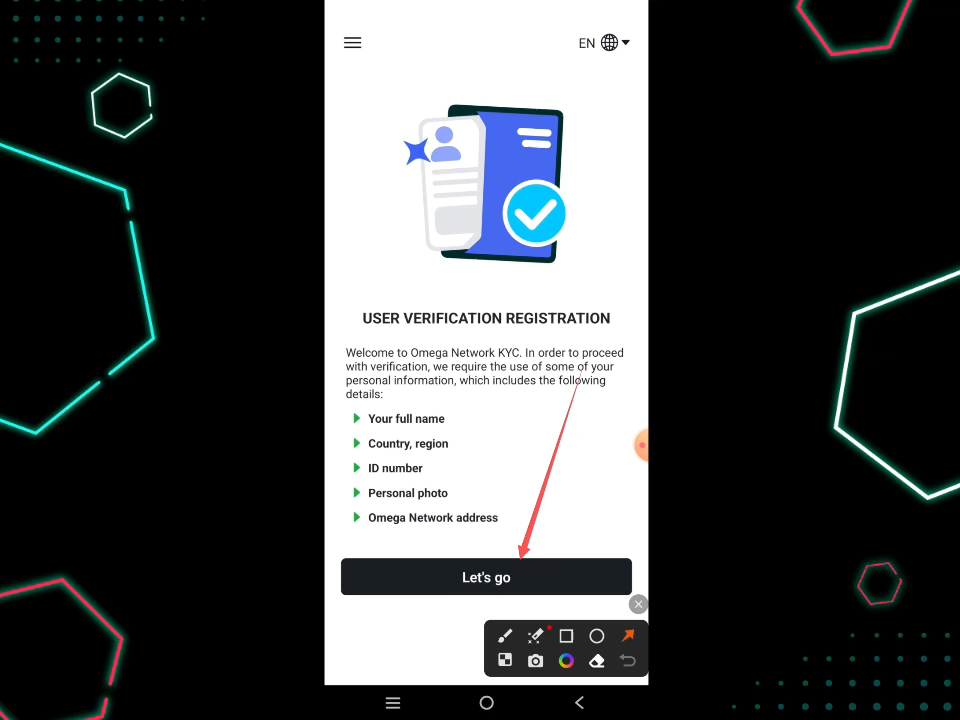 EN
USER VERIFICATION REGISTRATION
Welcome to Omega Network KYC. In order to proceed
with verification, we require the use of some of your
personal information, which includes the following
details:
Your full name
Country, region
ID number
Personal photo
Omega Network address
Let's go